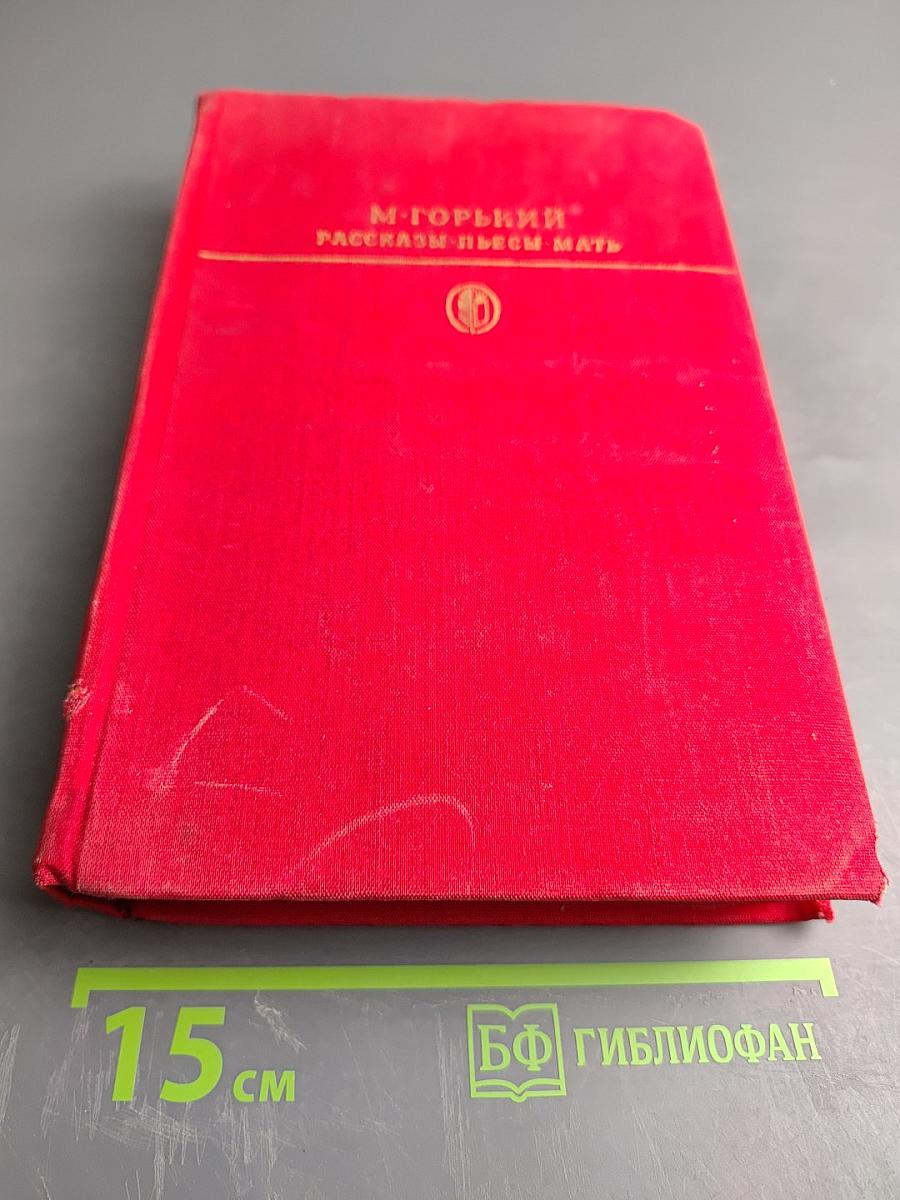 М·ГОРЬКИЙ
РАССКАЗЫ·ПЬЕСЫ·МАТЬ
15 см
БФ ГИБЛИОФАН